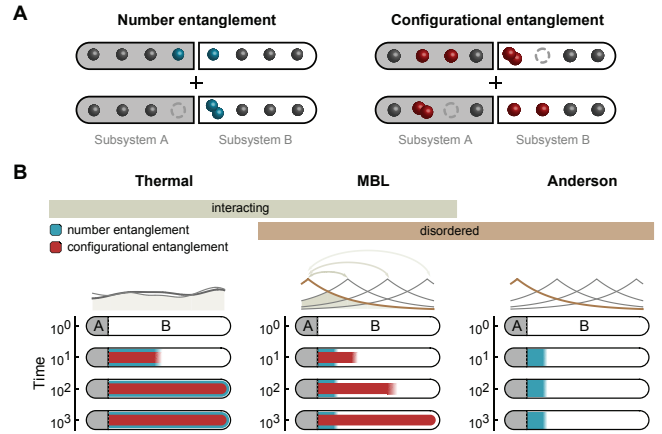 A
Number entanglement
Configurational entanglement
+
+
Subsystem A
Subsystem B
Subsystem A
Subsystem B
B
Thermal
MBL
Anderson
interacting
number entanglement
disordered
configurational entanglement
Time
10⁰
A
B
10¹
10²
10³
10⁰
A
B
10¹
10²
10³
10⁰
A
B
10¹
10²
10³